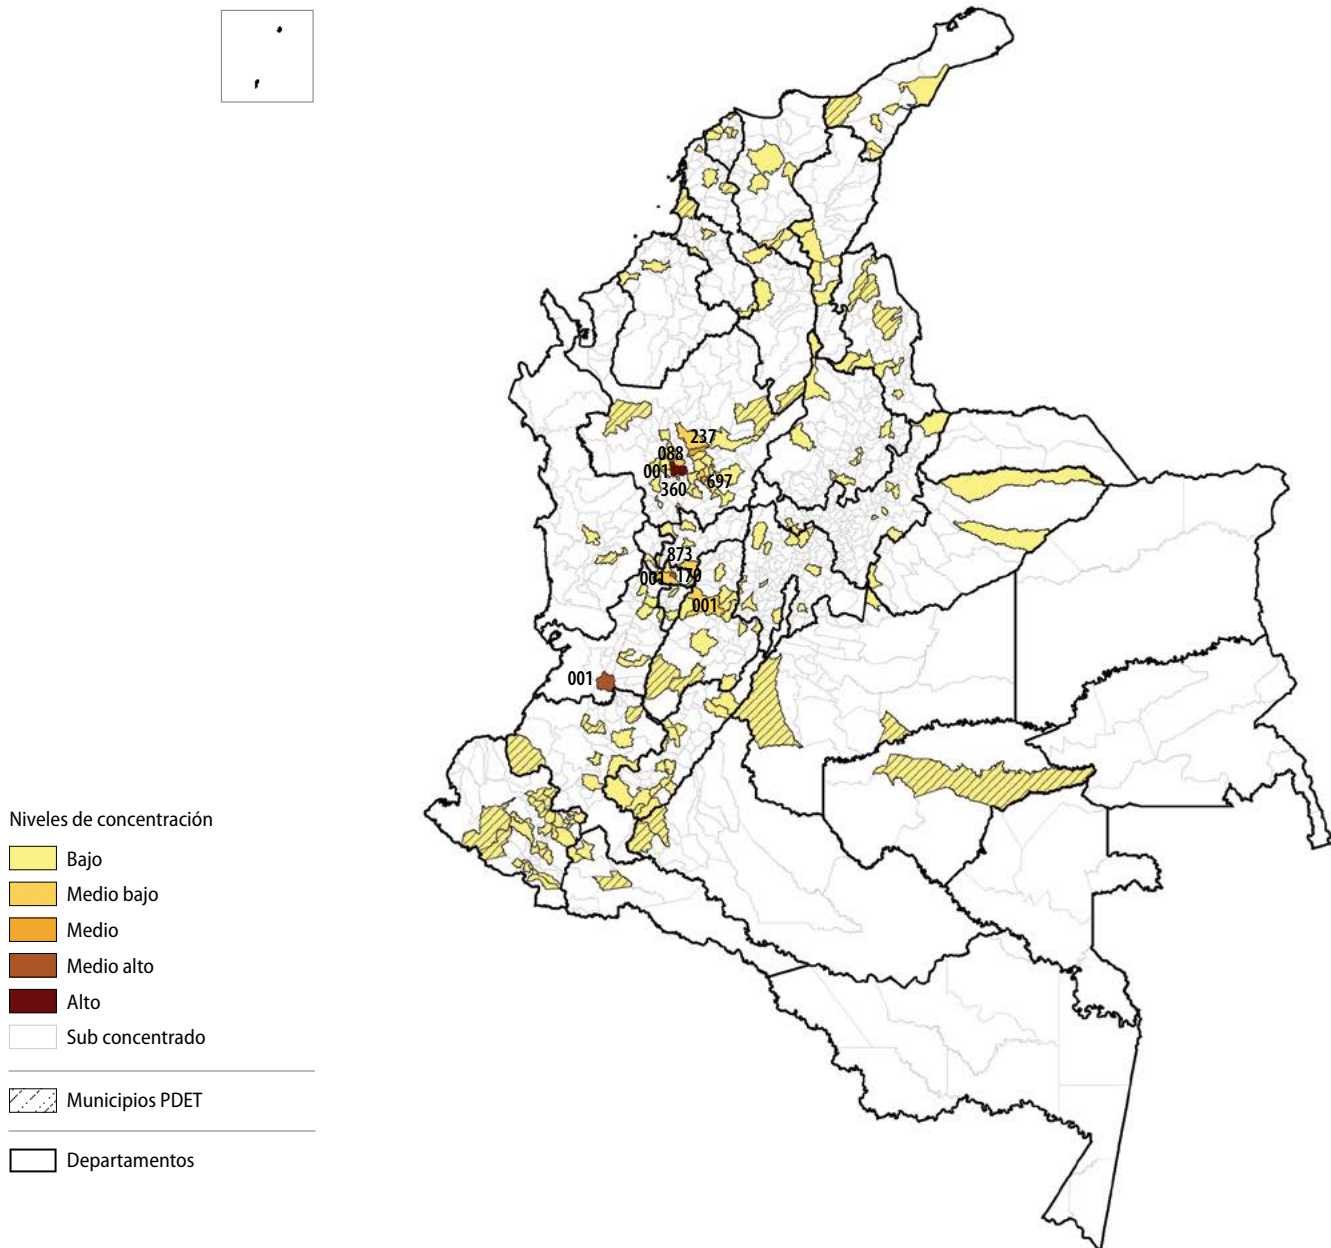 237
088
001
697
360
873
001
170
001
001
Niveles de concentración
Bajo
Medio bajo
Medio
Medio alto
Alto
Sub concentrado
Municipios PDET
Departamentos